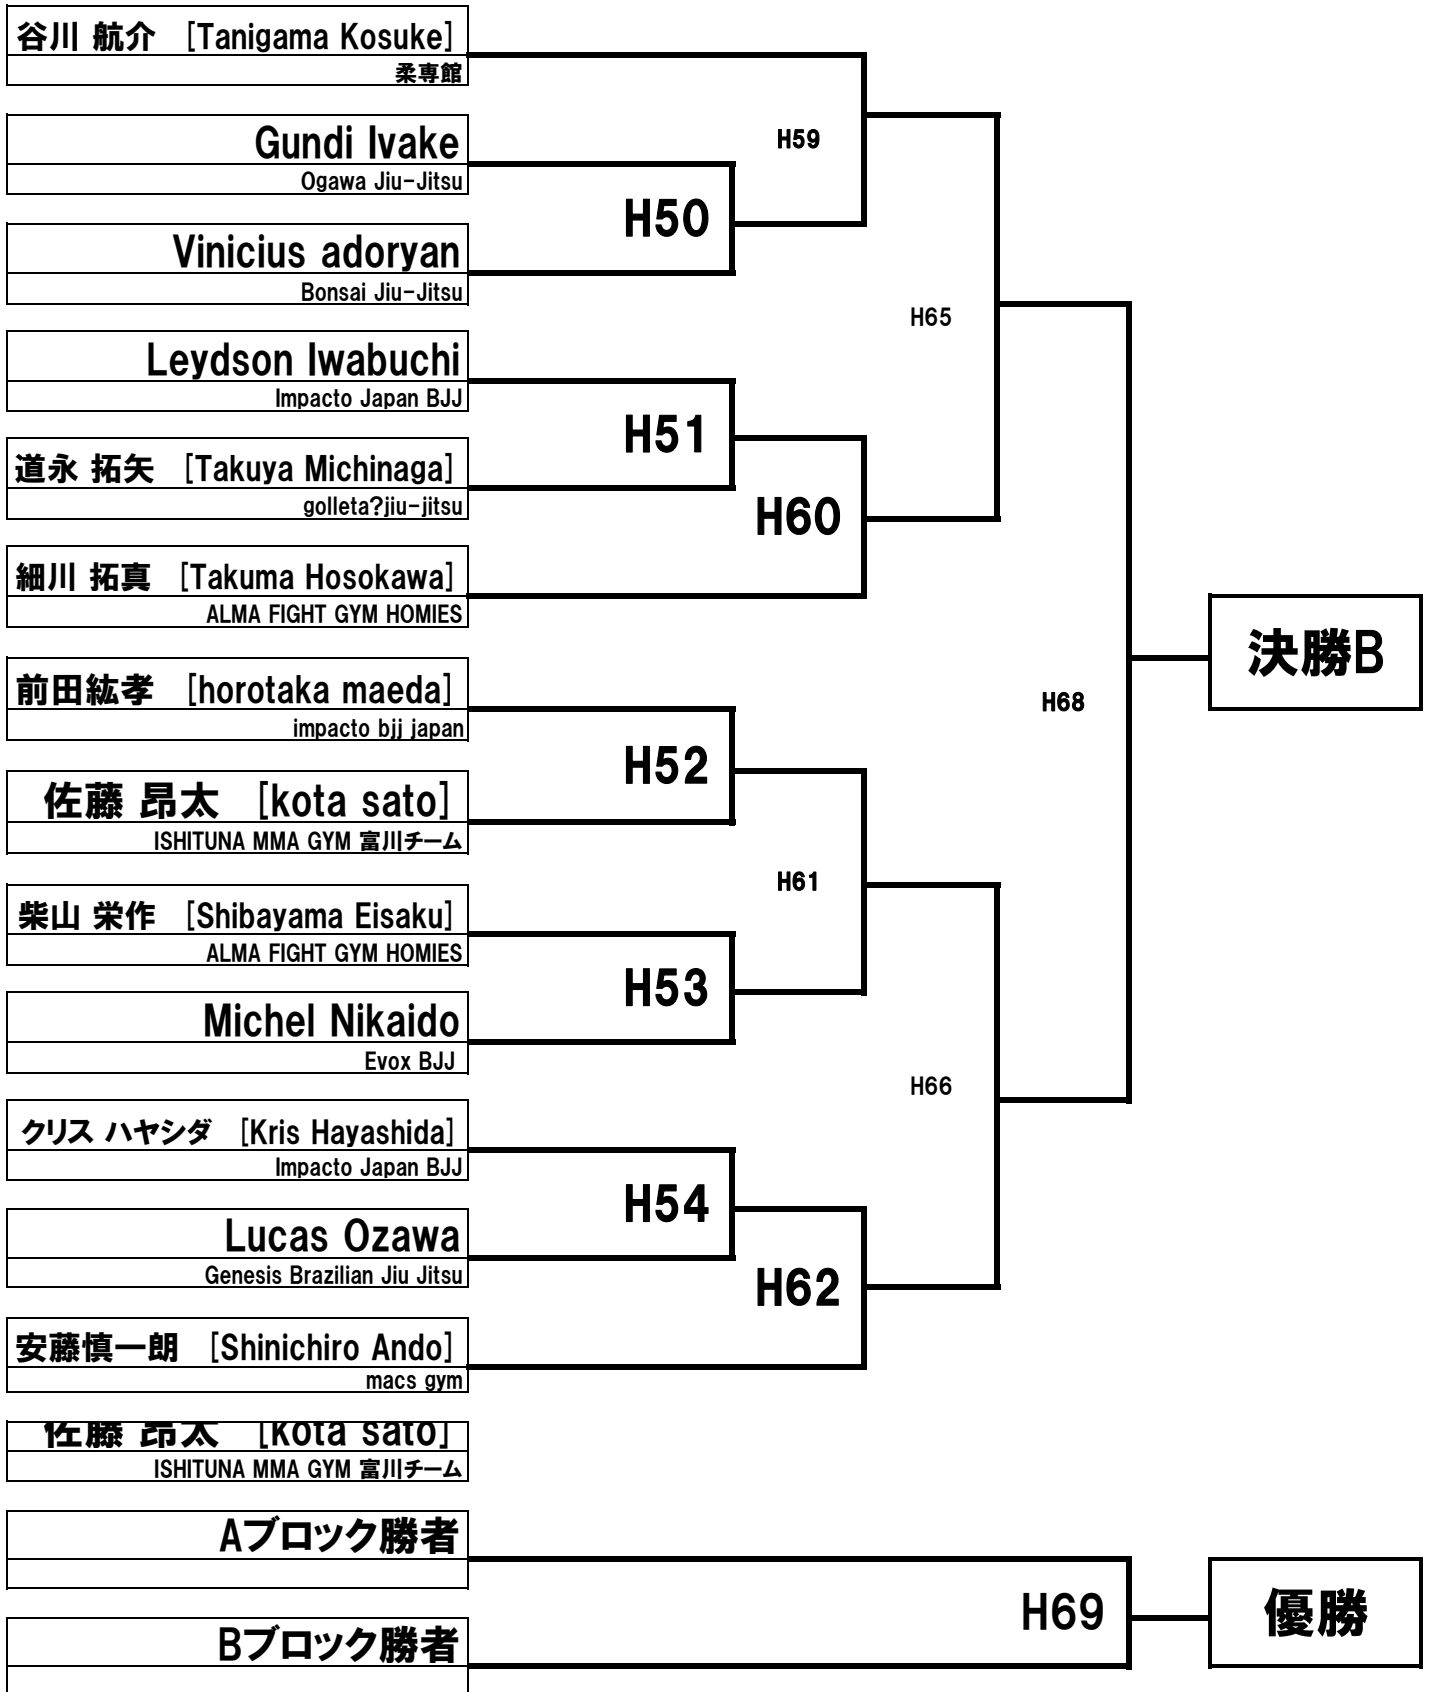 谷川 航介 [Tanigama Kosuke]
柔専館
Gundi Ivake
Ogawa Jiu-Jitsu
H59
H50
Vinicius adoryan
Bonsai Jiu-Jitsu
H65
Leydson Iwabuchi
Impacto Japan BJJ
H51
道永 拓矢 [Takuya Michinaga]
golleta?jiu-jitsu
H60
細川 拓真 [Takuma Hosokawa]
ALMA FIGHT GYM HOMIES
決勝B
前田紘孝 [horotaka maeda]
impacto bjj japan
H68
H52
佐藤 昂太 [kota sato]
ISHITUNA MMA GYM 富川チーム
H61
柴山 栄作 [Shibayama Eisaku]
ALMA FIGHT GYM HOMIES
H53
Michel Nikaido
Evox BJJ
H66
クリス ハヤシダ [Kris Hayashida]
Impacto Japan BJJ
H54
Lucas Ozawa
Genesis Brazilian Jiu Jitsu
H62
安藤慎一朗 [Shinichiro Ando]
macs gym
佐藤 昂太 [kota sato]
ISHITUNA MMA GYM 富川チーム
Aブロック勝者
H69
優勝
Bブロック勝者